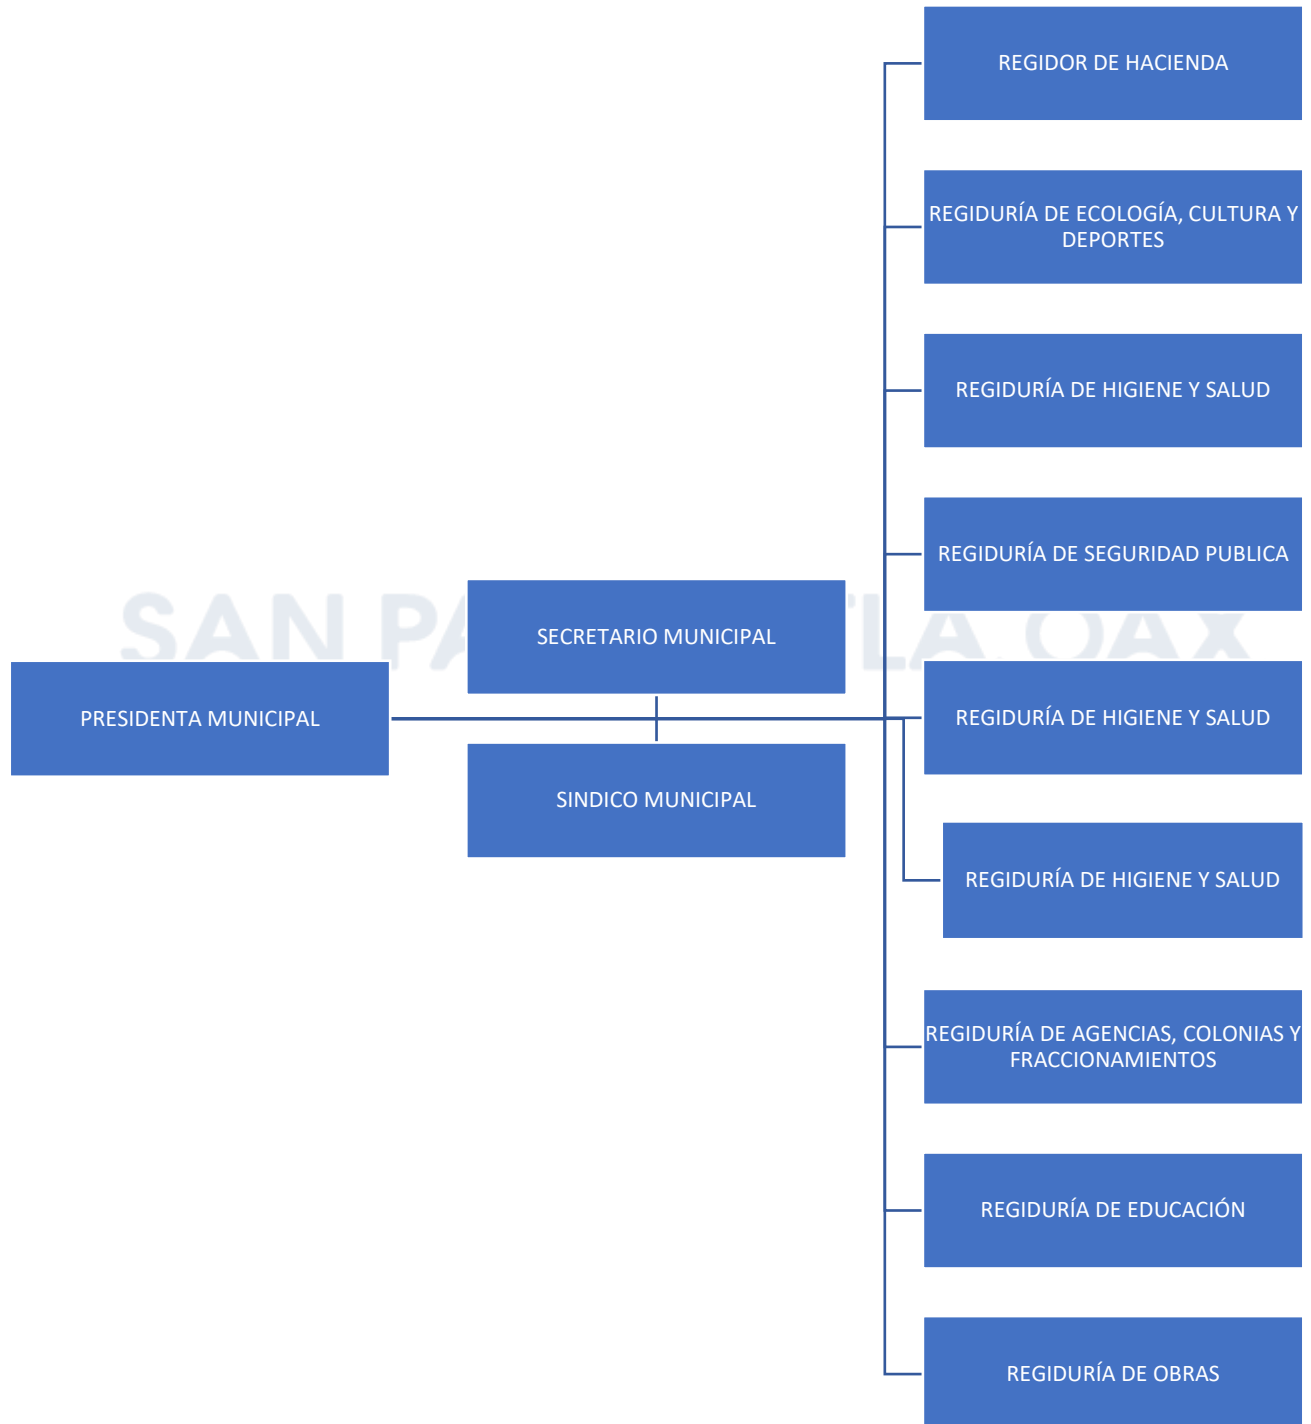 REGIDOR DE HACIENDA
REGIDURÍA DE ECOLOGÍA, CULTURA Y
DEPORTES
REGIDURÍA DE HIGIENE Y SALUD
REGIDURÍA DE SEGURIDAD PUBLICA
SECRETARIO MUNICIPAL
SAN OAX
PRESIDENTA MUNICIPAL
REGIDURÍA DE HIGIENE Y SALUD
SINDICO MUNICIPAL
REGIDURÍA DE HIGIENE Y SALUD
REGIDURÍA DE AGENCIAS, COLONIAS Y
FRACCIONAMIENTOS
REGIDURÍA DE EDUCACIÓN
REGIDURÍA DE OBRAS